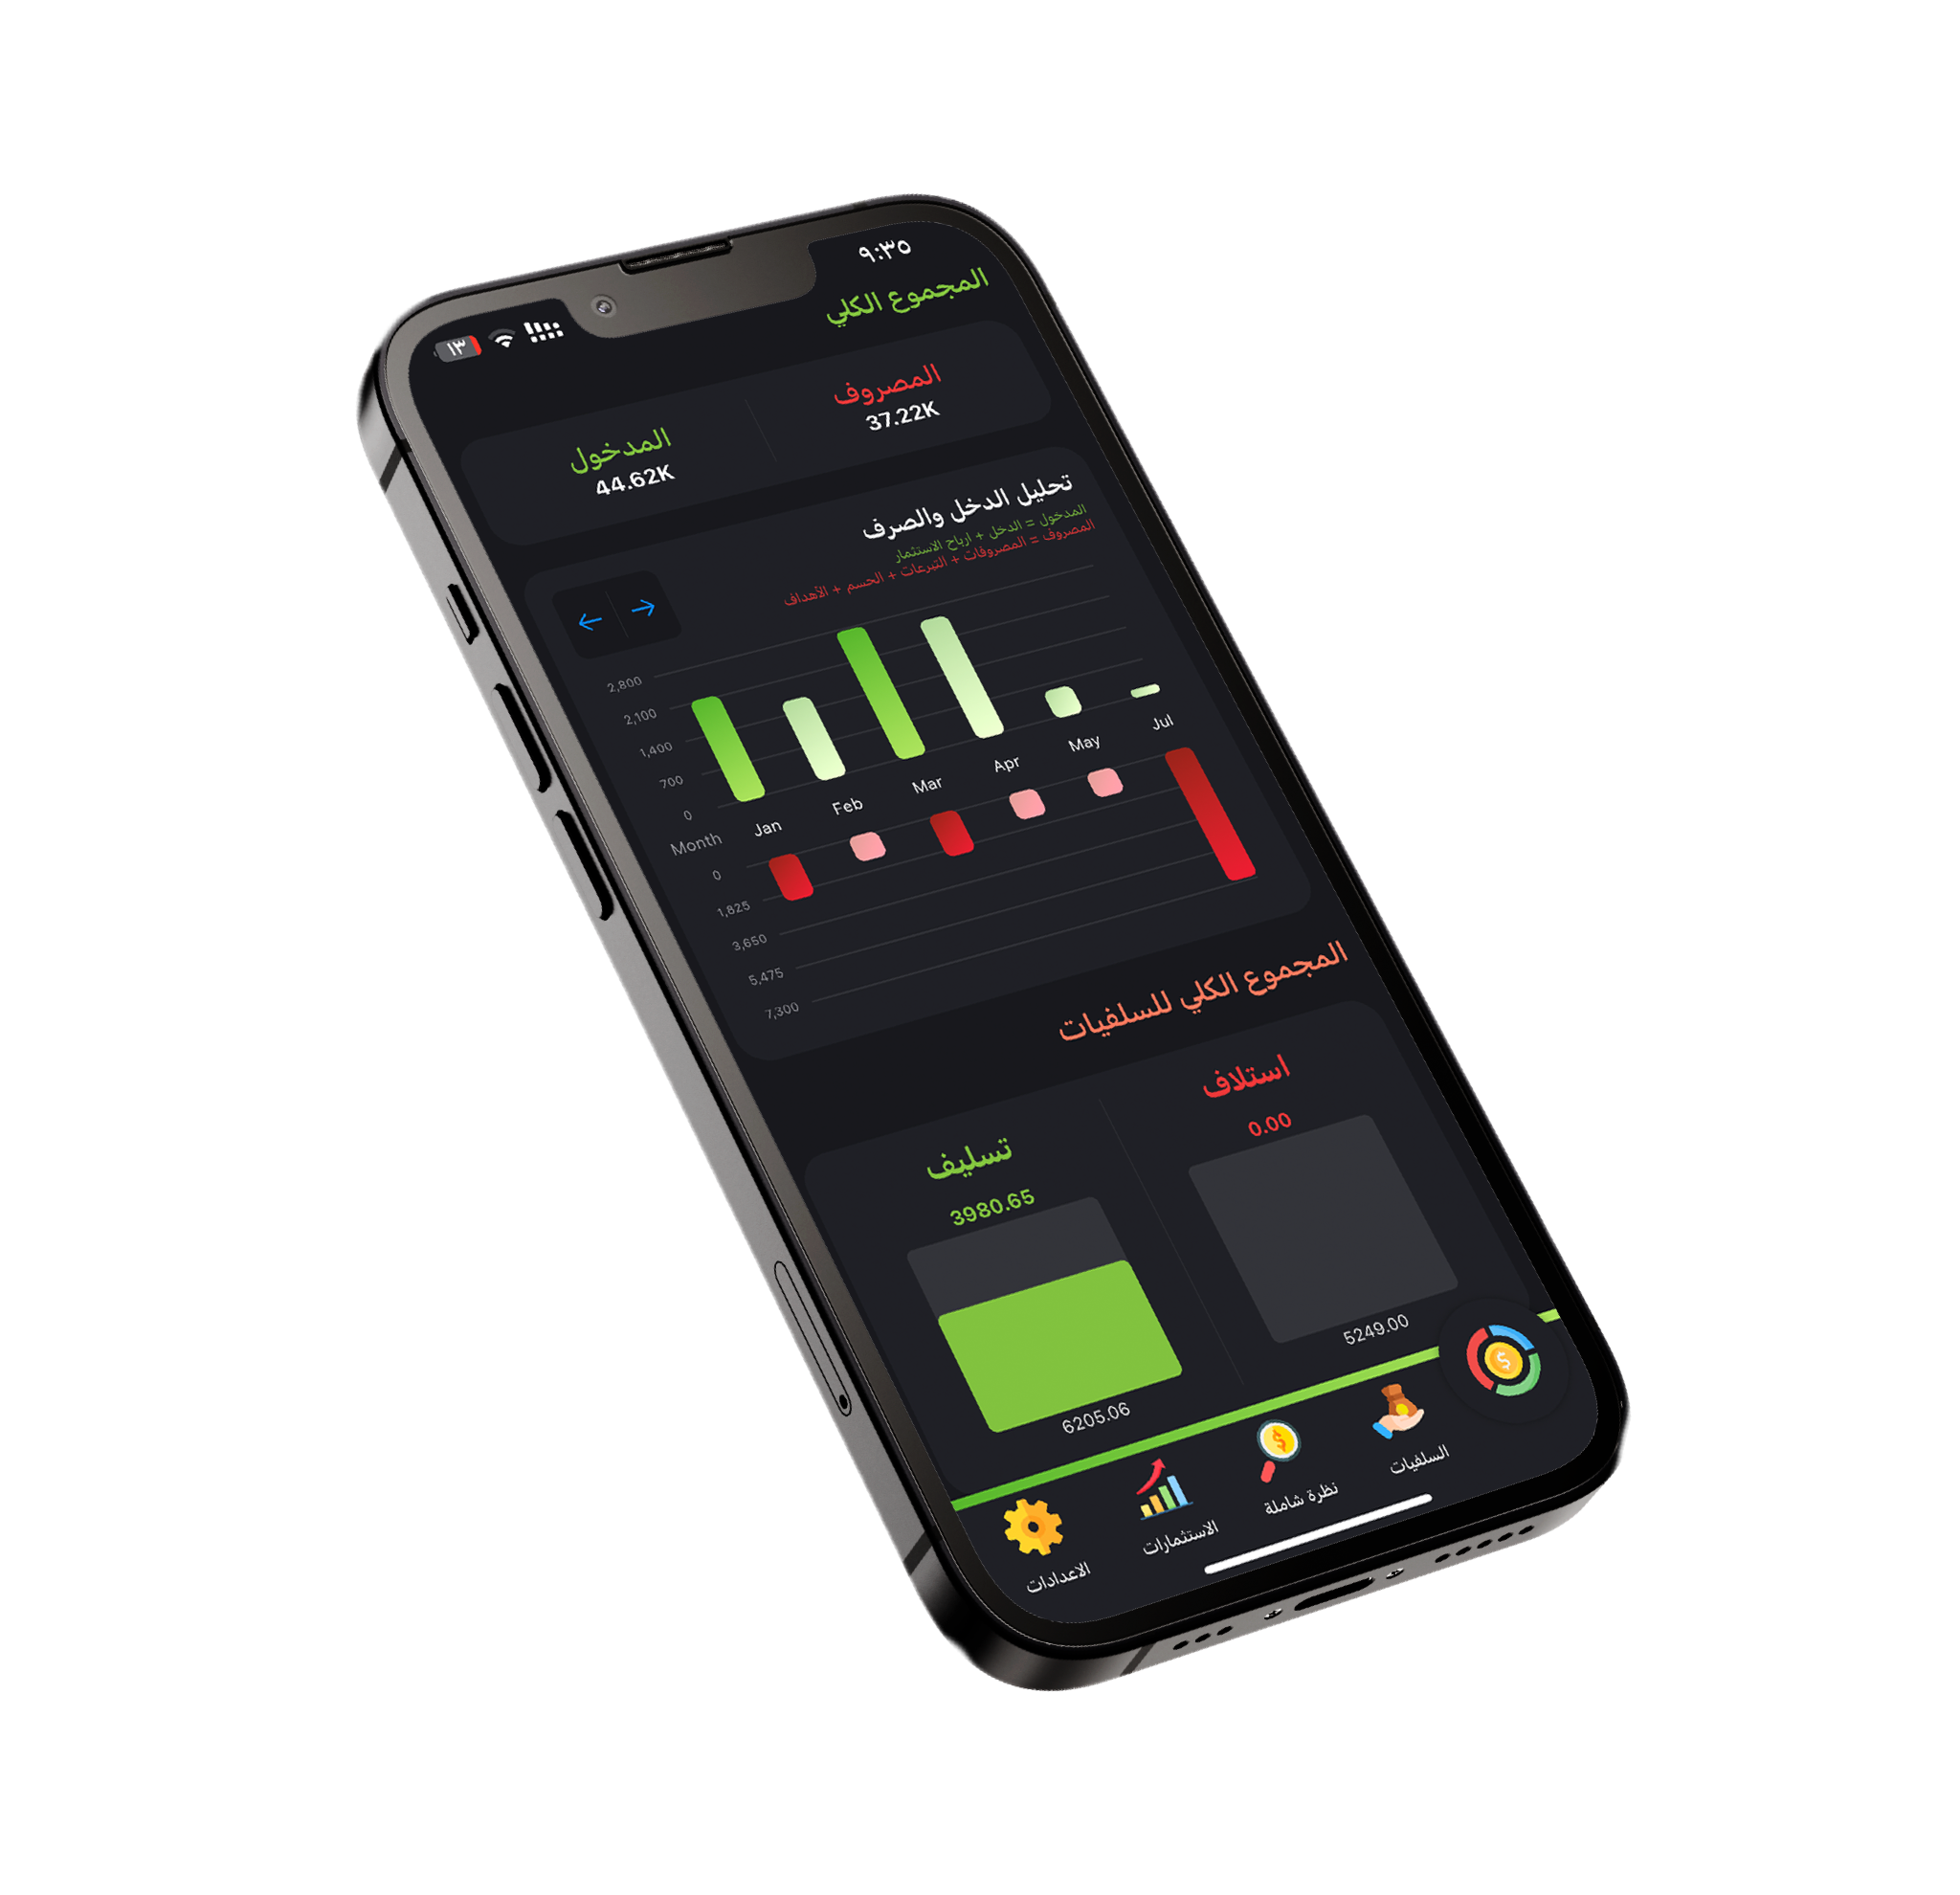 ٩:٣٥
١٣
المجموع الكلي
المصروف
37.22K
المدخول
44.62K
تحليل الدخل والصرف
المدخول = الدخل + ارباح الاستثمار
المصروف = المصروفات + التبرعات + الحسم + الأهداف
2,800
2,100
1,400
700
0
Month
Jan
Feb
Mar
Apr
May
Jul
0
1,825
3,650
5,475
7,300
المجموع الكلي للسلفيات
استلاف
0.00
5249.00
تسليف
3980.65
6205.06
السلفيات
نظرة شاملة
الاستثمارات
الاعدادات